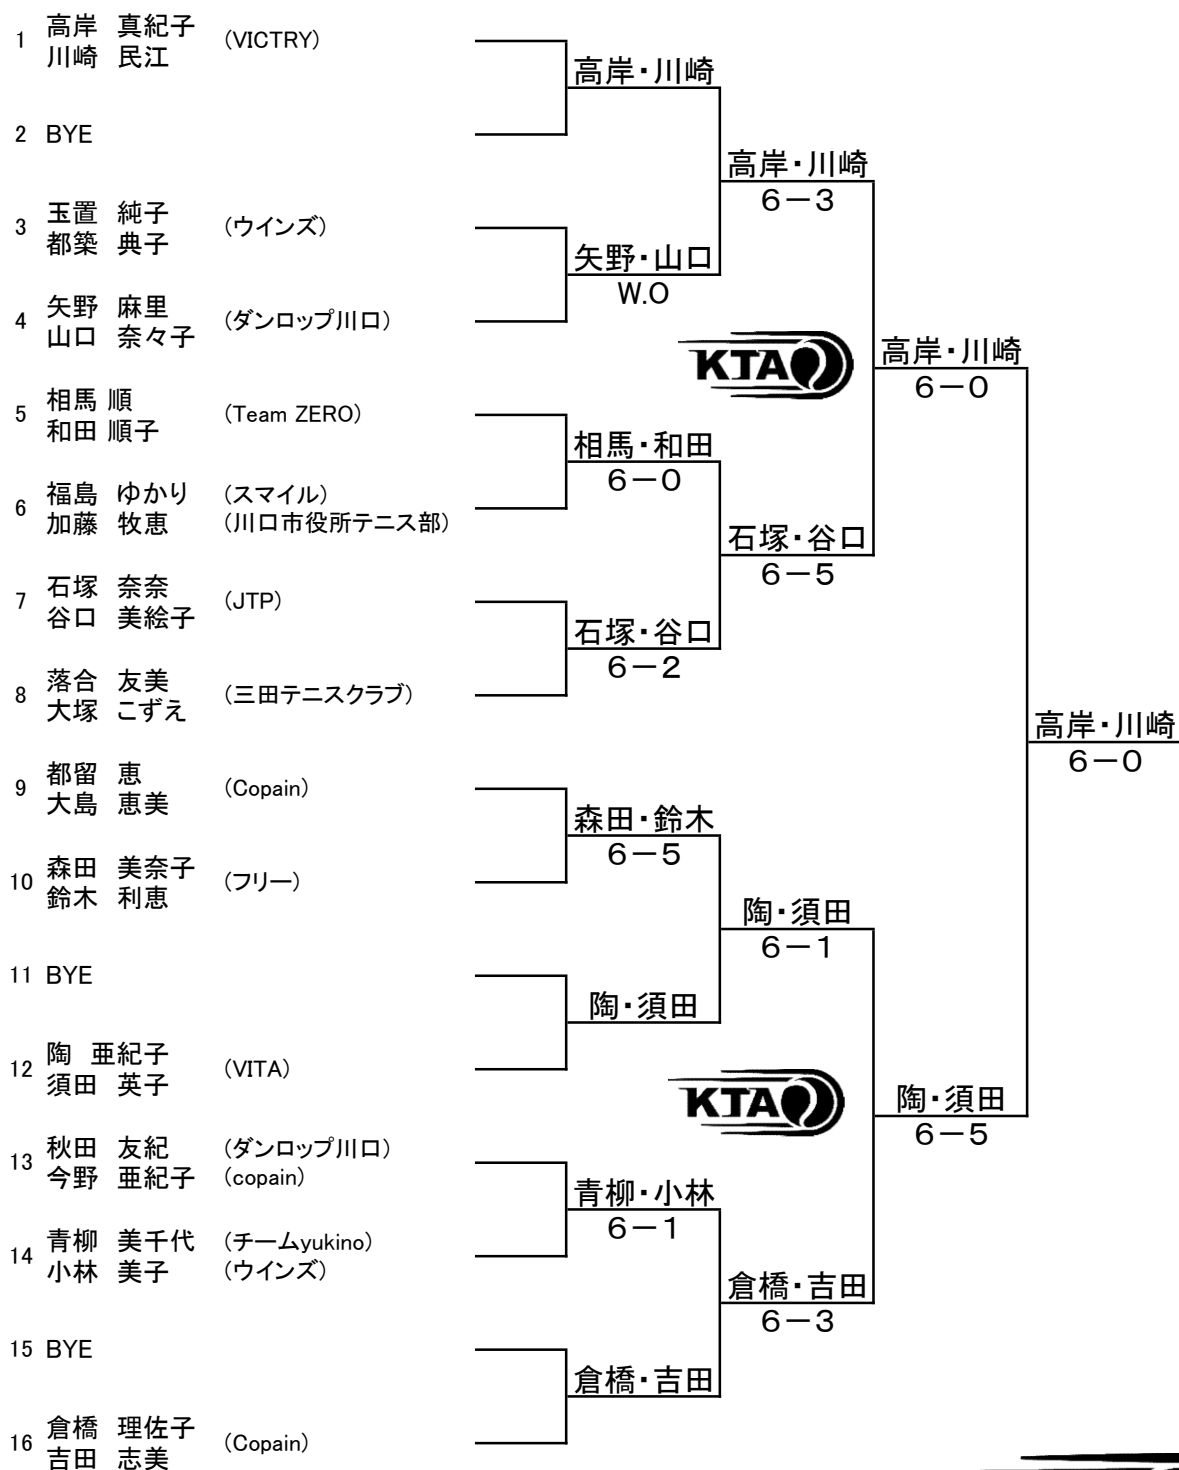 1 高岸 真紀子 (VICTRY)
川崎 民江
高岸・川崎
2 BYE
高岸・川崎
6-3
3 玉置 純子 (ウインズ)
都築 典子
矢野・山口
W.O
4 矢野 麻里 (ダンロップ川口)
山口 奈々子
KTA
高岸・川崎
6-0
5 相馬 順 (Team ZERO)
和田 順子
相馬・和田
6-0
6 福島 ゆかり (スマイル)
加藤 牧恵 (川口市役所テニス部)
石塚・谷口
6-5
7 石塚 奈奈 (JTP)
谷口 美絵子
石塚・谷口
6-2
8 落合 友美 (三田テニスクラブ)
大塚 こずえ
高岸・川崎
6-0
9 都留 恵 (Copain)
大島 恵美
森田・鈴木
6-5
10 森田 美奈子 (フリー)
鈴木 利恵
陶・須田
6-1
11 BYE
陶・須田
12 陶 亜紀子 (VITA)
須田 英子
KTA
陶・須田
6-5
13 秋田 友紀 (ダンロップ川口)
今野 亜紀子 (copain)
青柳・小林
6-1
14 青柳 美千代 (チームyukino)
小林 美子 (ウインズ)
倉橋・吉田
6-3
15 BYE
倉橋・吉田
16 倉橋 理佐子 (Copain)
吉田 志美